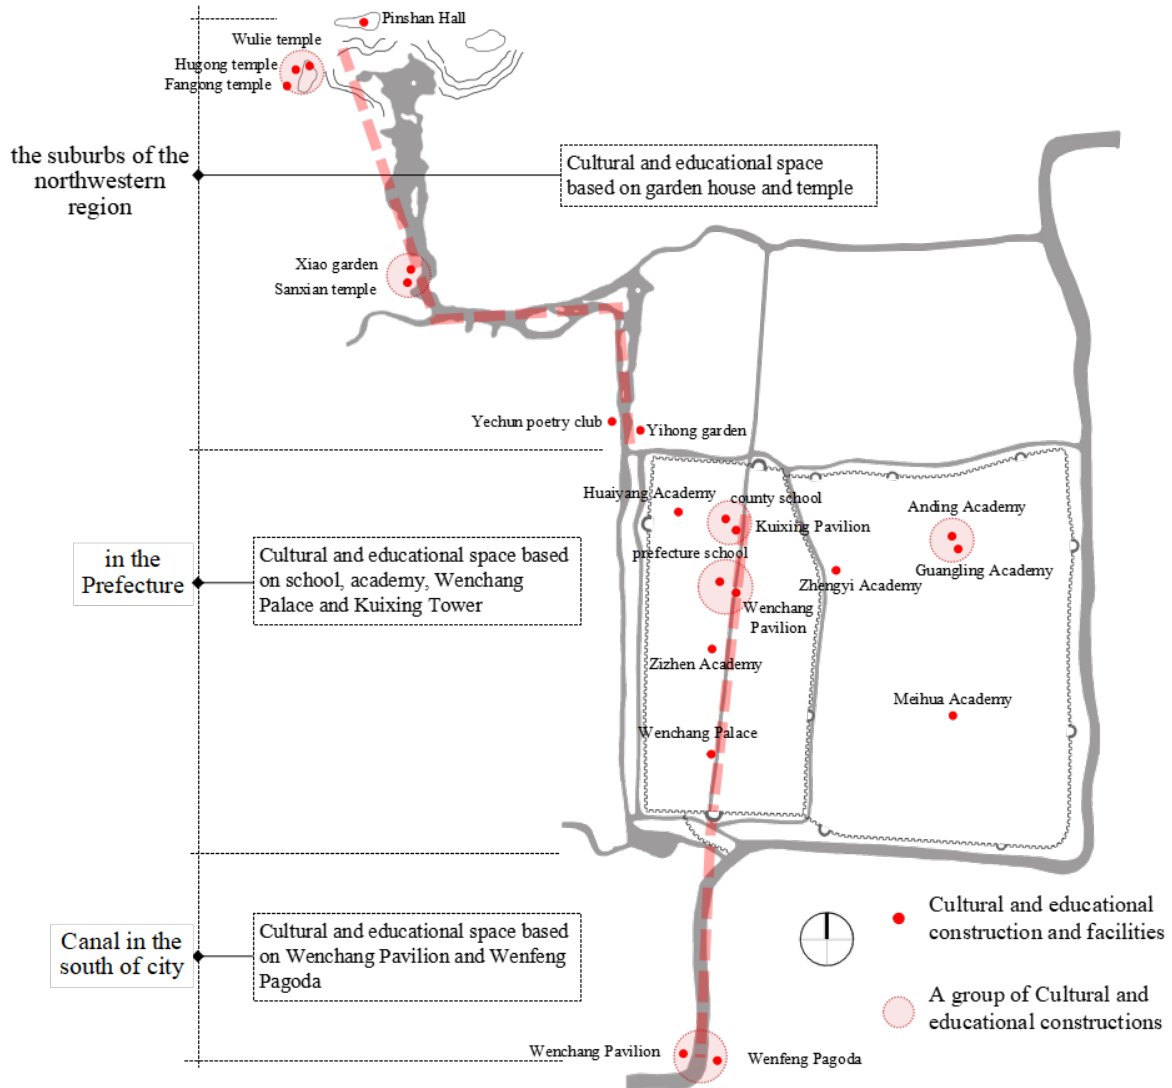 Pinshan Hall
Wulie temple
Hugong temple
Fangong temple
the suburbs of the
northwestern
region
Cultural and educational space
based on garden house and temple
Xiao garden
Sanxian temple
Yechun poetry club
Yihong garden
Huaiyang Academy
county school
Kuixing Pavilion
Anding Academy
Guangling Academy
prefecture school
Zhengyi Academy
Wenchang
Pavilion
in the
Prefecture
Cultural and educational space based
on school, academy, Wenchang
Palace and Kuixing Tower
Zizhen Academy
Meihua Academy
Wenchang Palace
Canal in the
south of city
Cultural and educational space based
on Wenchang Pavilion and Wenfeng
Pagoda
Cultural and educational
construction and facilities
A group of Cultural and
educational constructions
Wenchang Pavilion
Wenfeng Pagoda